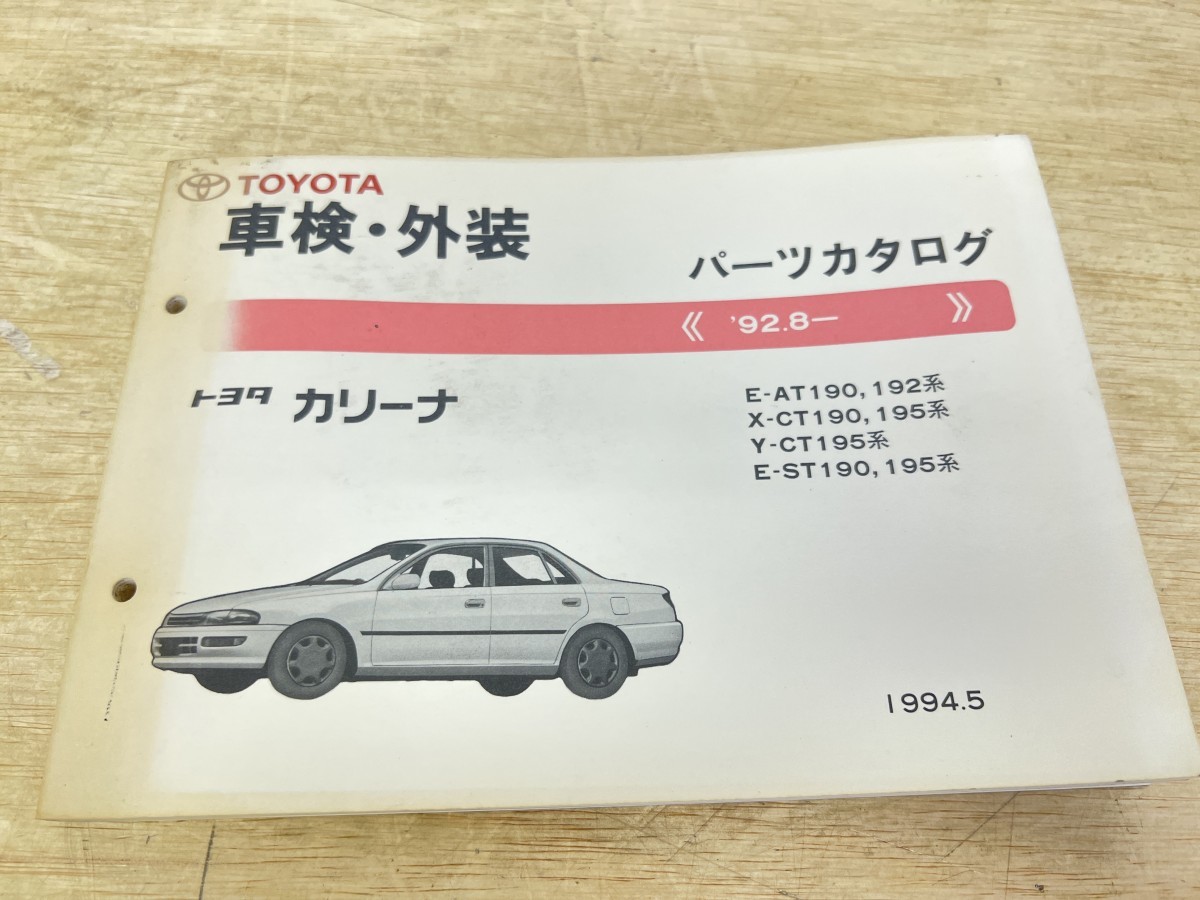 TOYOTA
車検・外装
パーツカタログ
《 '92.8— 》
トヨタ カリーナ
E-AT190, 192系
X-CT190, 195系
Y-CT195系
E-ST190, 195系
1994.5